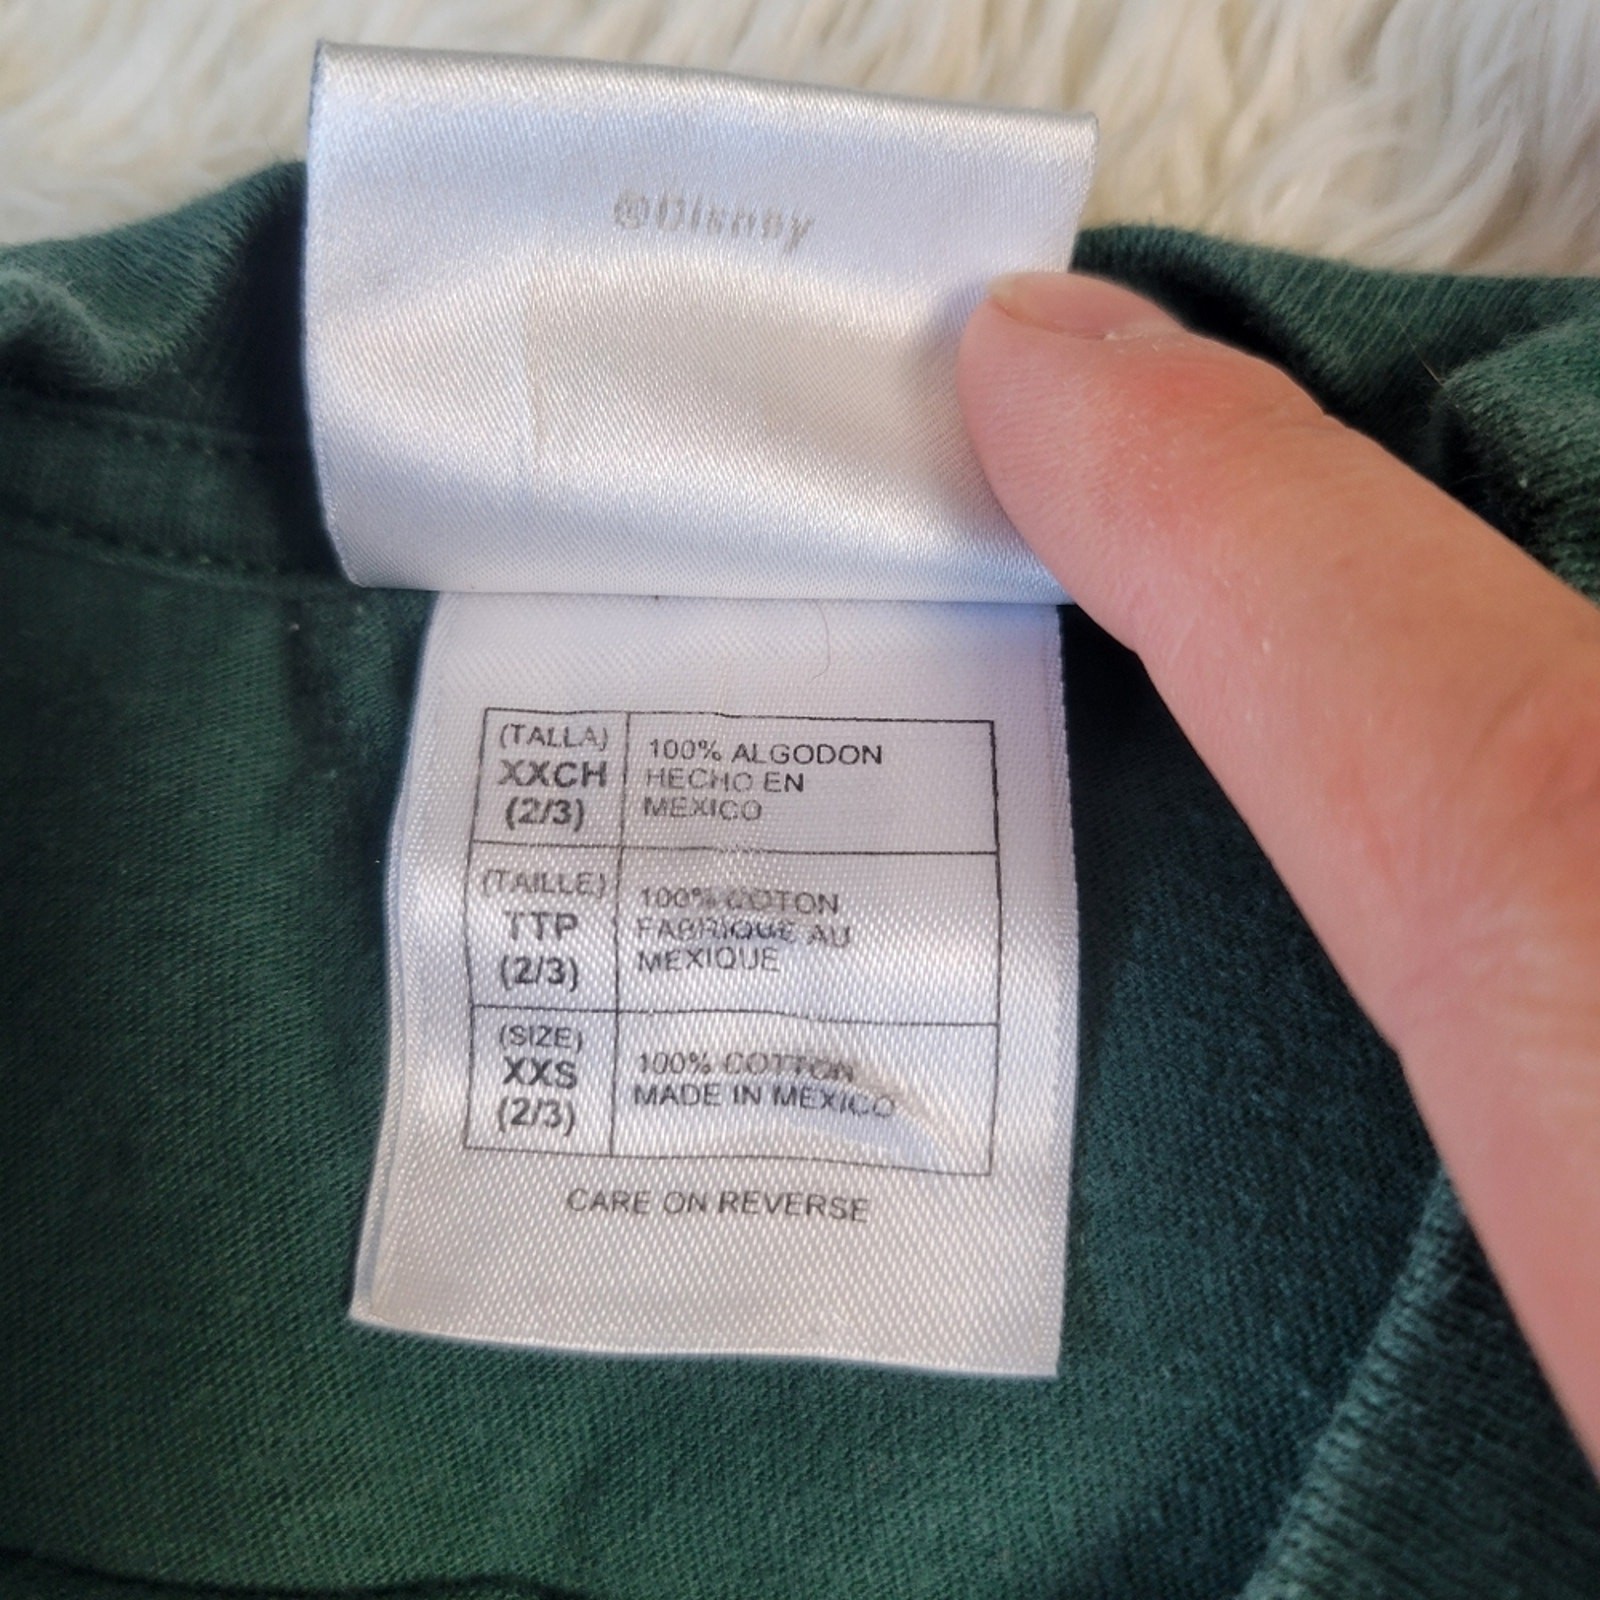 ©Disney
(TALLA)
XXCH
(2/3)
100% ALGODON
HECHO EN
MEXICO
(TAILLE)
TTP
(2/3)
100% COTON
FABRIQUE AU
MEXIQUE
(SIZE)
XXS
(2/3)
100% COTTON
MADE IN MEXICO
CARE ON REVERSE